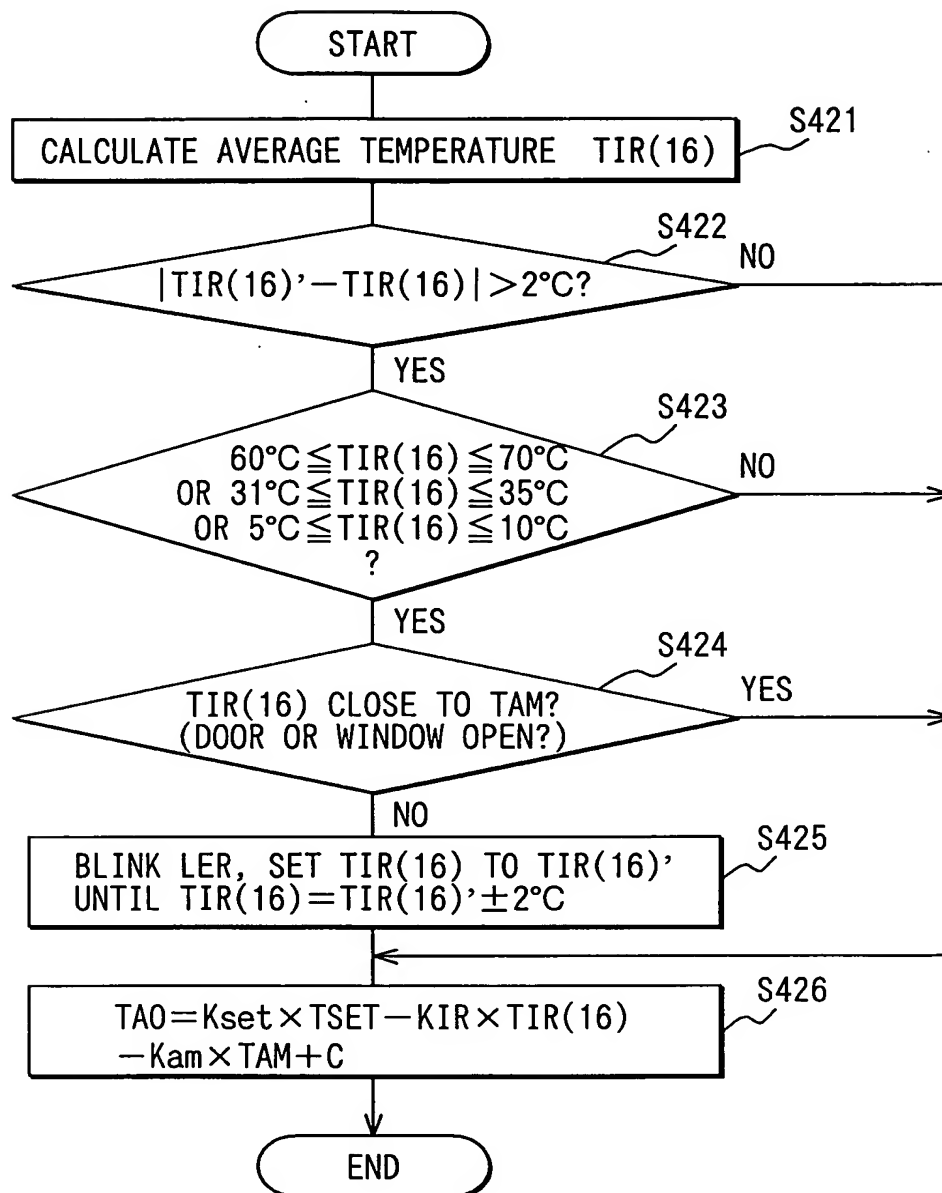 START
S421
CALCULATE AVERAGE TEMPERATURE TIR(16)
S422
NO
|TIR(16)'−TIR(16)|>2°C?
YES
S423
NO
60°C≦TIR(16)≦70°C
OR 31°C≦TIR(16)≦35°C
OR 5°C≦TIR(16)≦10°C
?
YES
S424
YES
TIR(16) CLOSE TO TAM?
(DOOR OR WINDOW OPEN?)
NO
S425
BLINK LER, SET TIR(16) TO TIR(16)'
UNTIL TIR(16)=TIR(16)'±2°C
S426
TAO=Kset×TSET−KIR×TIR(16)
−Kam×TAM+C
END